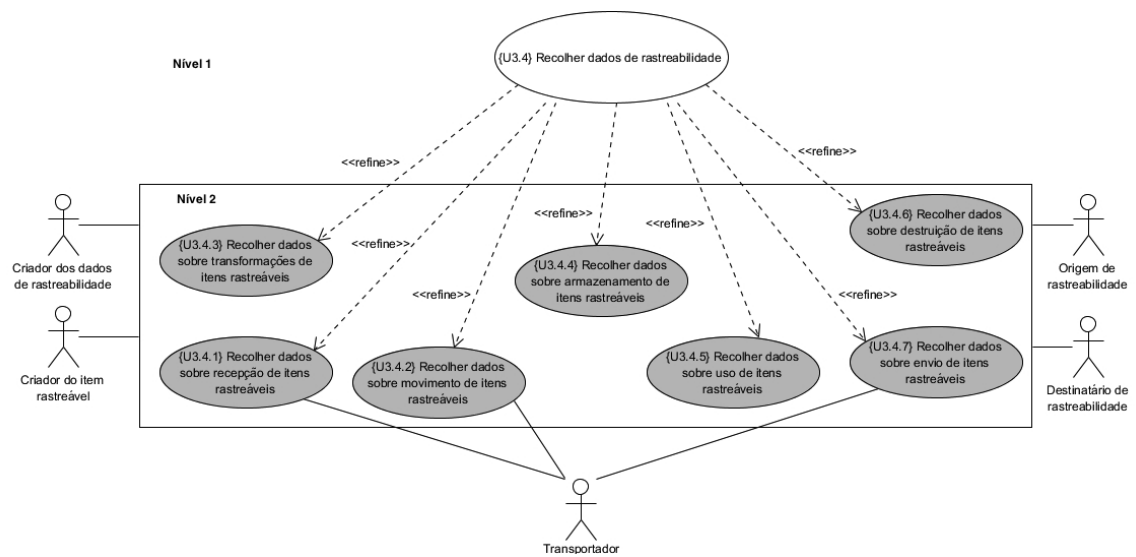 Nível 1
{U3.4} Recolher dados de rastreabilidade
<<refine>>
<<refine>>
<<refine>>
<<refine>>
<<refine>>
<<refine>>
<<refine>>
Nível 2
{U3.4.3} Recolher dados
sobre transformações de
itens rastreáveis
{U3.4.4} Recolher dados
sobre armazenamento de
itens rastreáveis
{U3.4.6} Recolher dados
sobre destruição de itens
rastreáveis
{U3.4.1} Recolher dados
sobre recepção de itens
rastreáveis
{U3.4.2} Recolher dados
sobre movimento de itens
rastreáveis
{U3.4.5} Recolher dados
sobre uso de itens
rastreáveis
{U3.4.7} Recolher dados
sobre envio de itens
rastreáveis
Criador dos dados
de rastreabilidade
Criador do item
rastreável
Origem de
rastreabilidade
Destinatário de
rastreabilidade
Transportador